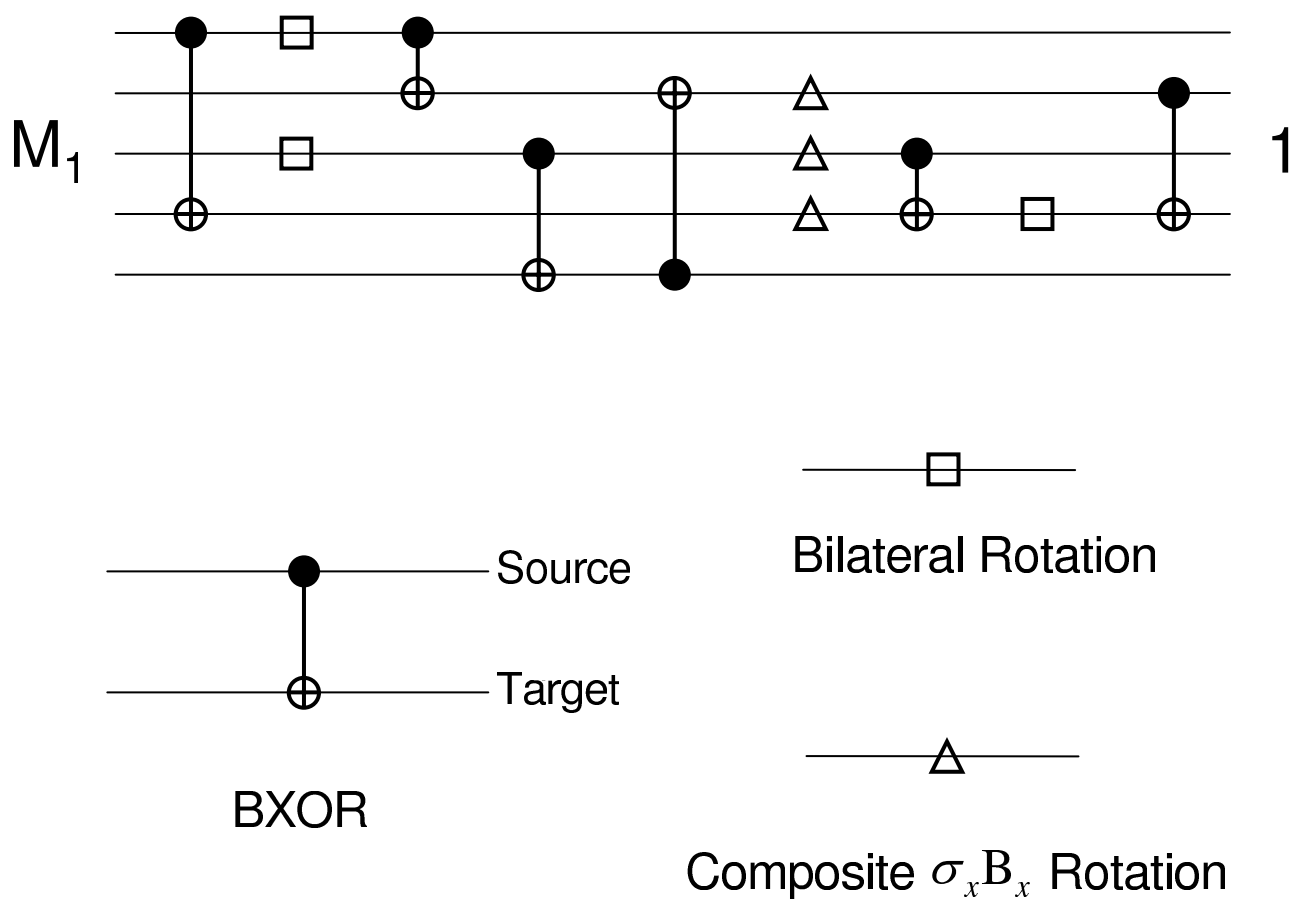 M₁
1
Bilateral Rotation
Source
Target
BXOR
Composite σₓBₓ Rotation